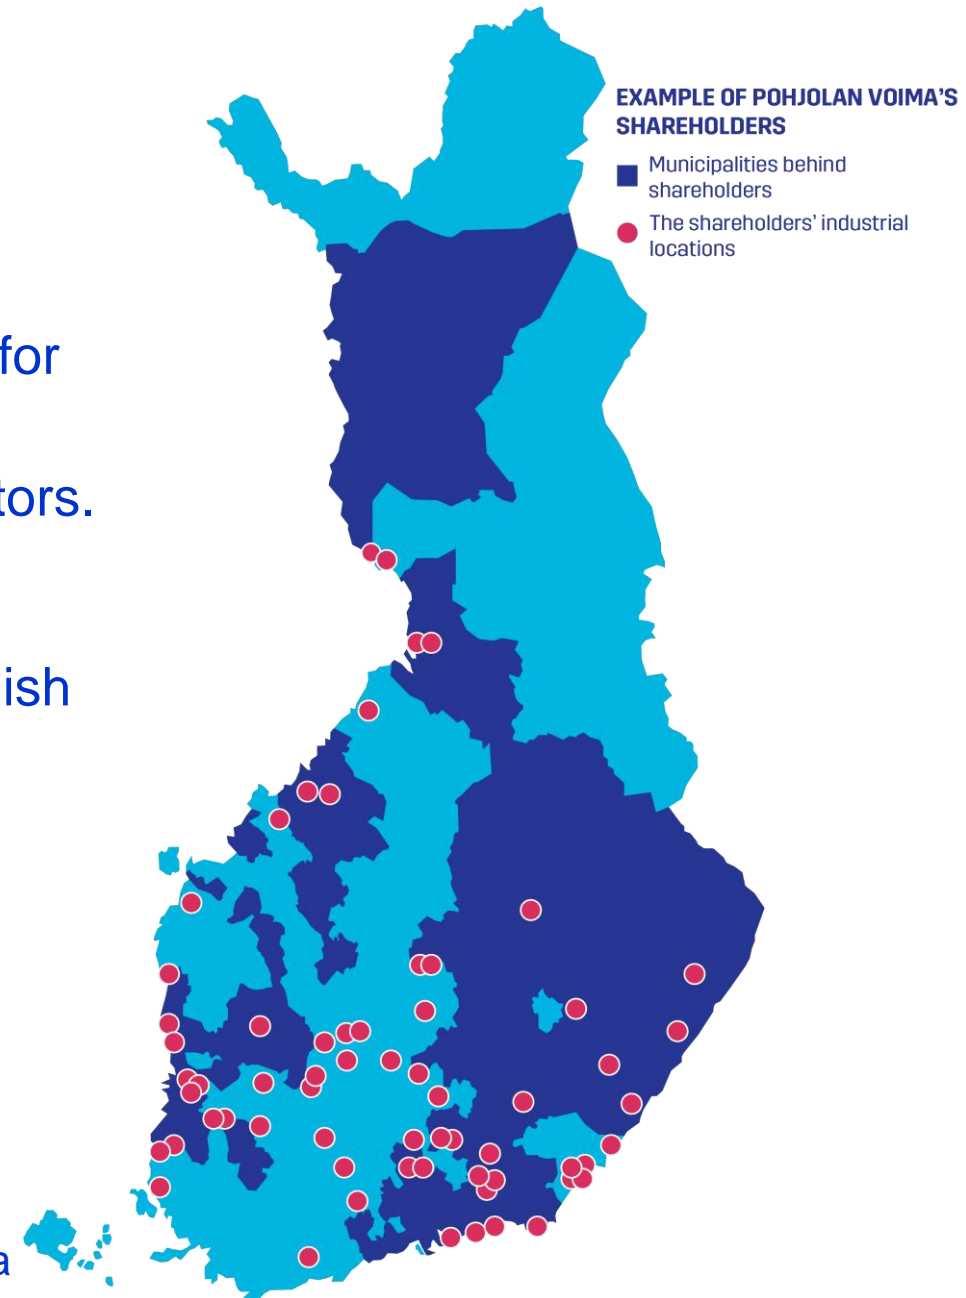 EXAMPLE OF POHJOLAN VOIMA'S
SHAREHOLDERS
Municipalities behind
shareholders
The shareholders' industrial
locations
for
tors.
ish
a